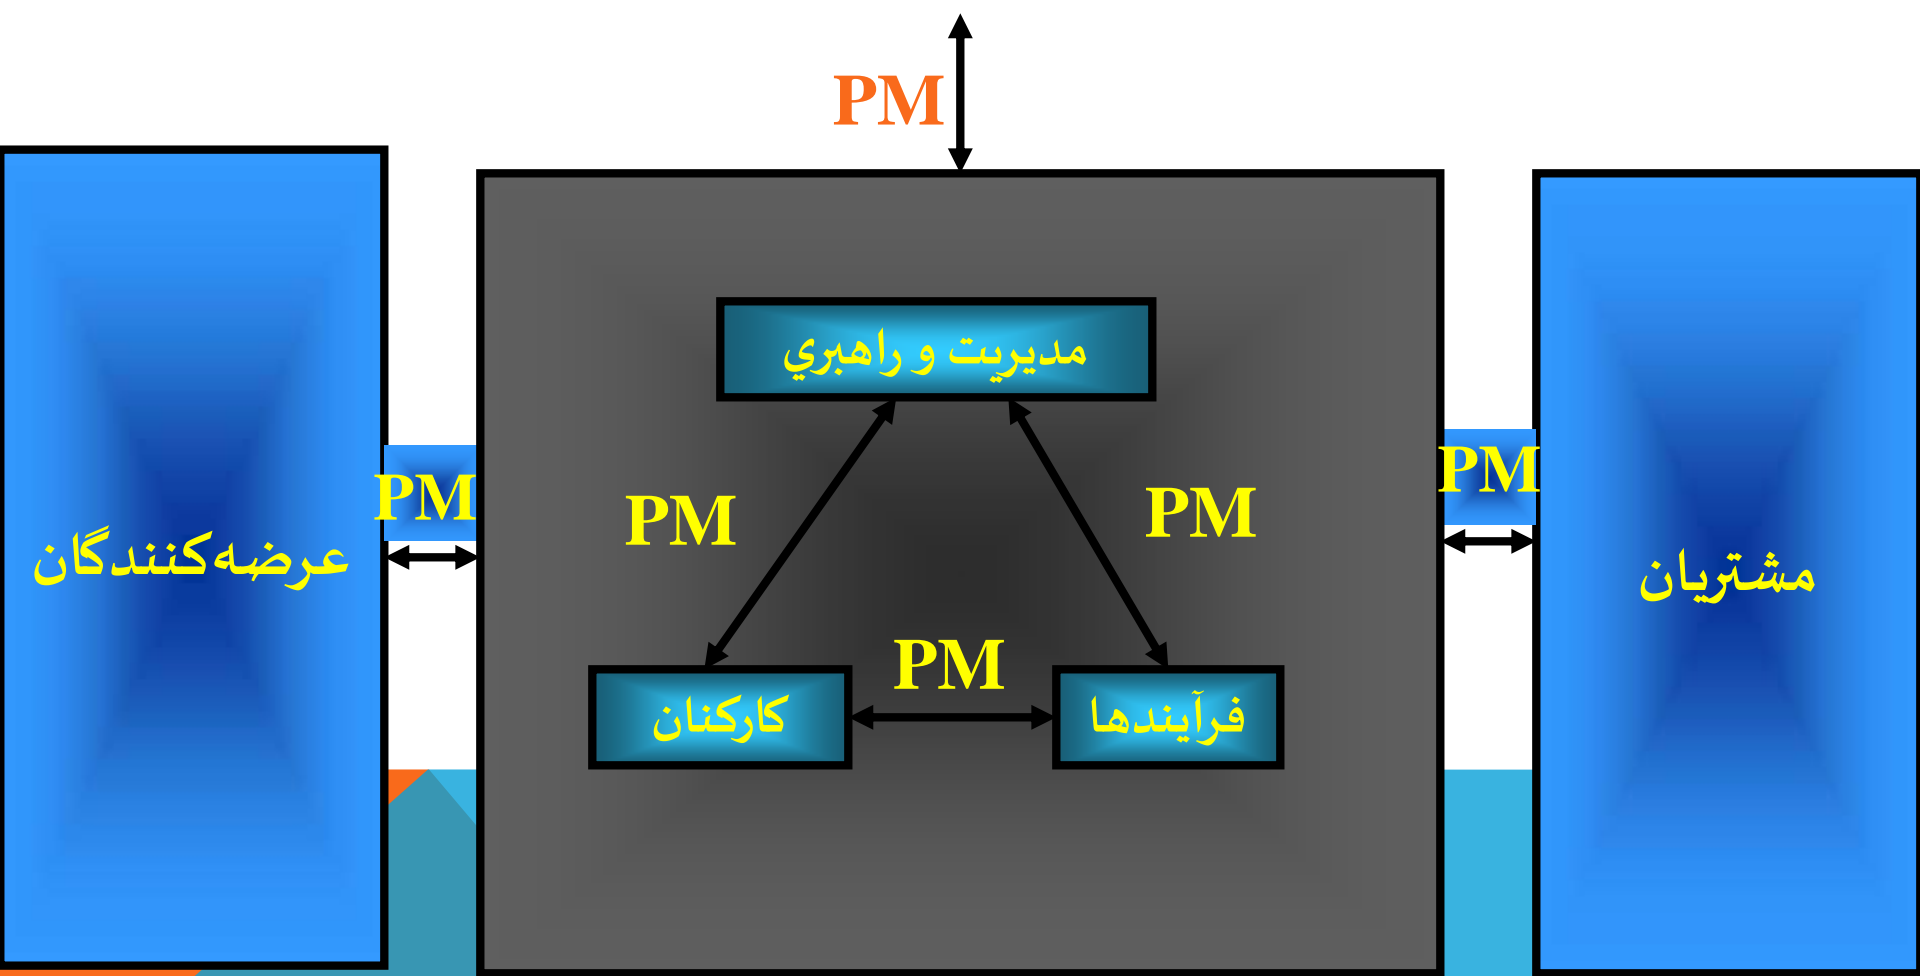 PM
مديريت و راهبري
PM
PM
PM
PM
عرضه‌کنندگان
مشتريان
PM
کارکنان
فرآيندها